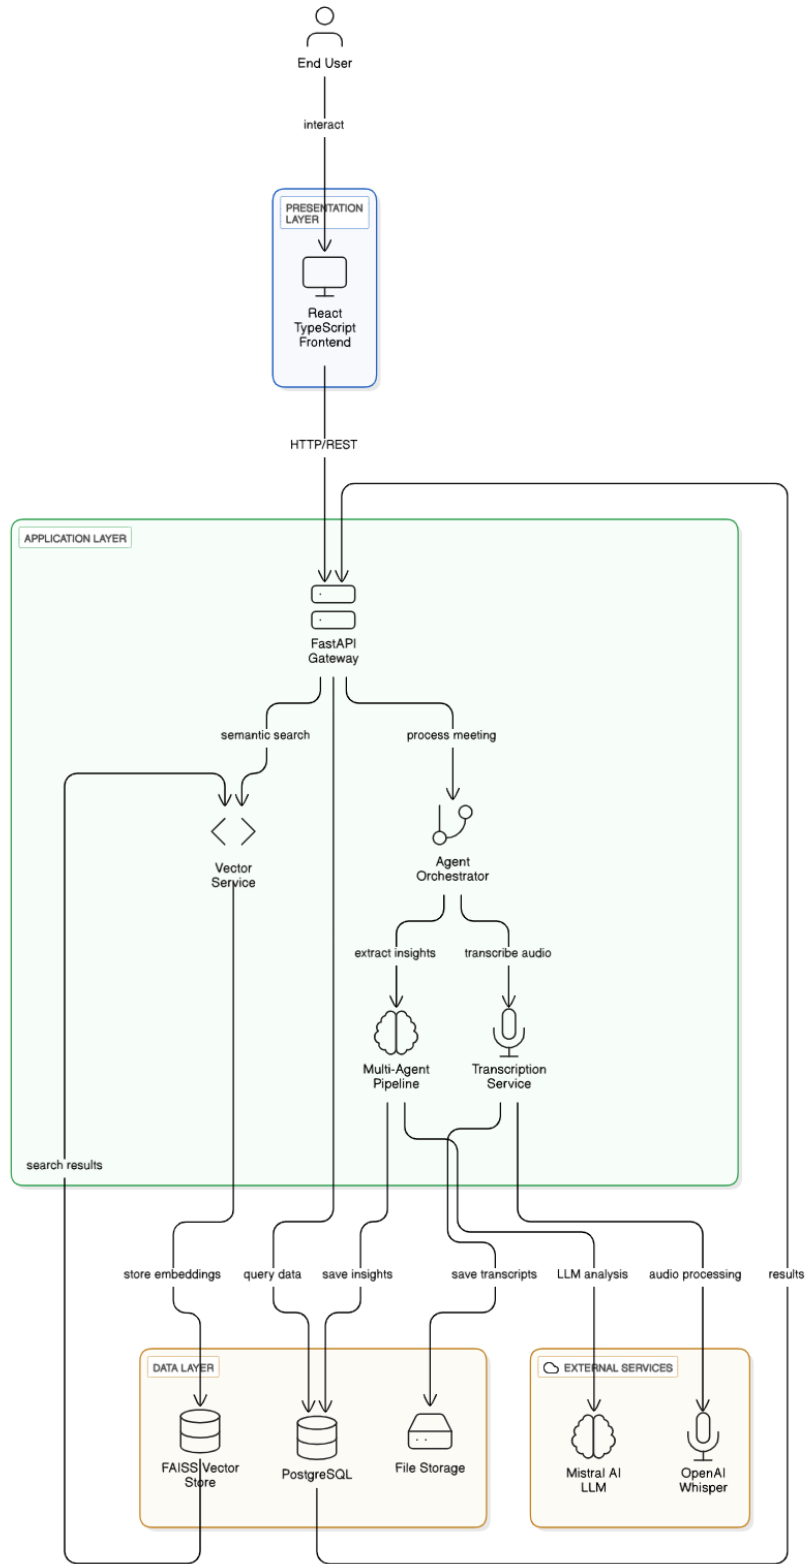 End User
interact
PRESENTATION
LAYER
React
TypeScript
Frontend
HTTP/REST
APPLICATION LAYER
FastAPI
Gateway
semantic search
process meeting
Vector
Service
Agent
Orchestrator
extract insights
transcribe audio
Multi-Agent
Pipeline
Transcription
Service
search results
store embeddings
query data
save insights
save transcripts
LLM analysis
audio processing
results
DATA LAYER
EXTERNAL SERVICES
FAISS Vector
Store
PostgreSQL
File Storage
Mistral AI
LLM
OpenAI
Whisper